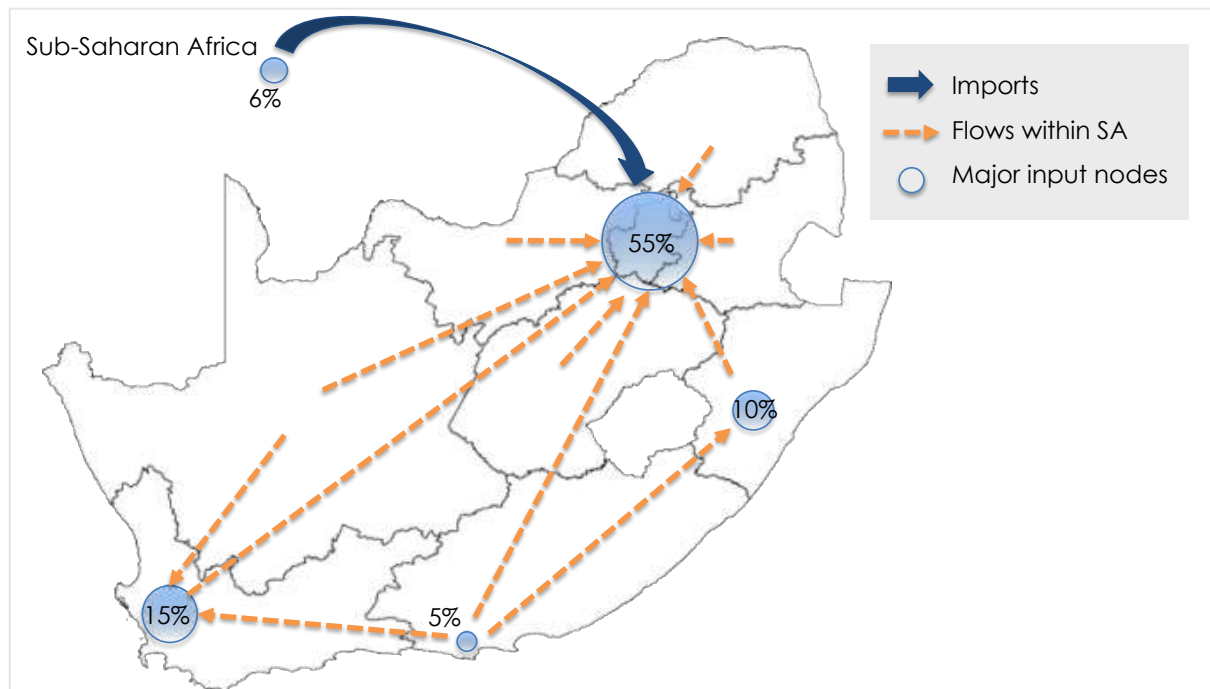 Sub-Saharan Africa
6%
Imports
Flows within SA
Major input nodes
55%
10%
15%
5%